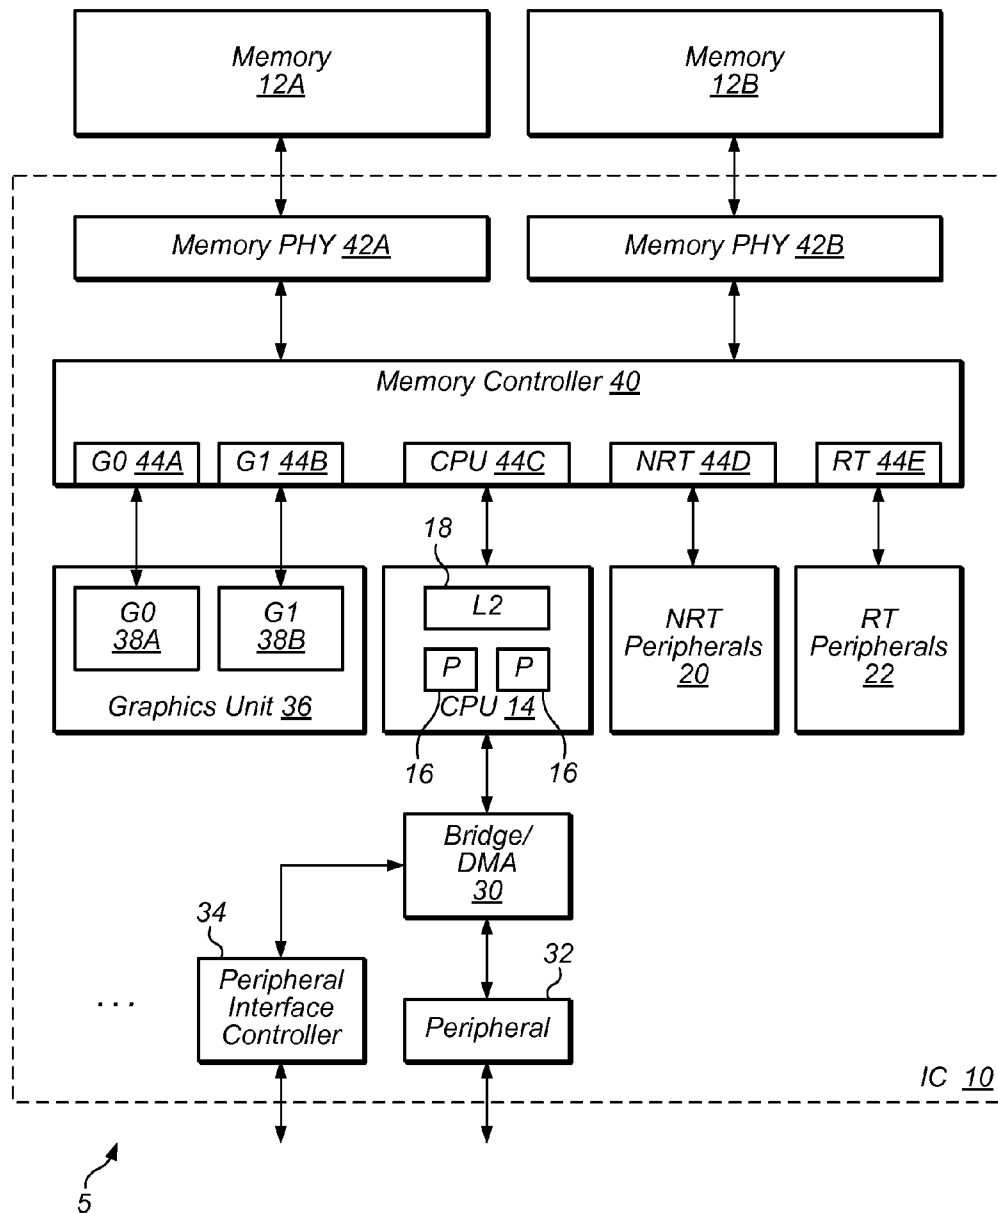 Memory
12A
Memory
12B
Memory PHY 42A
Memory PHY 42B
Memory Controller 40
G0 44A
G1 44B
CPU 44C
NRT 44D
RT 44E
18
G0
38A
G1
38B
Graphics Unit 36
L2
P
P
CPU 14
NRT
Peripherals
20
RT
Peripherals
22
16
16
Bridge/
DMA
30
34
32
. . .
Peripheral
Interface
Controller
Peripheral
IC 10
5